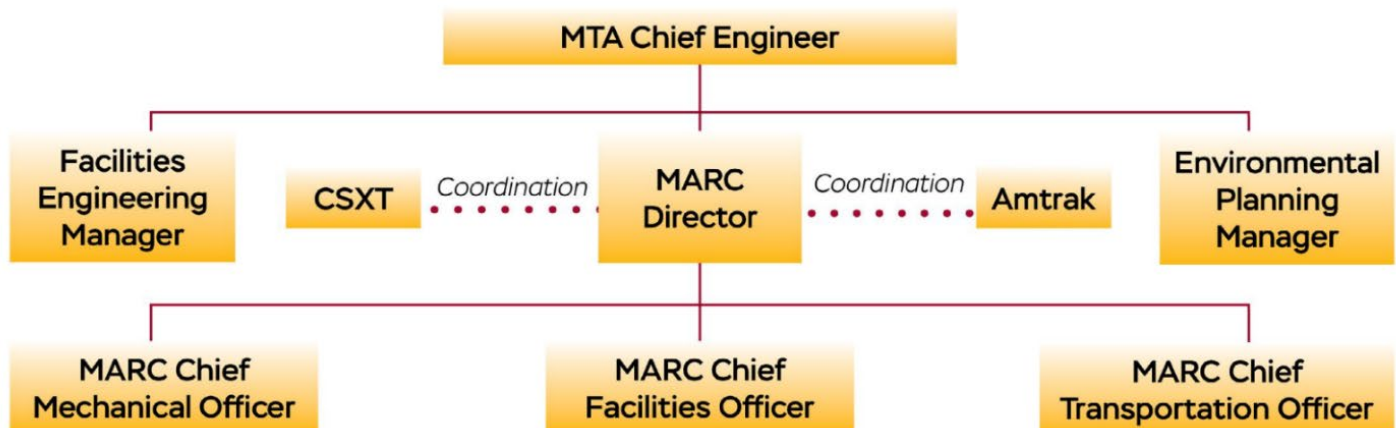 MTA Chief Engineer
Facilities
Engineering
Manager
CSXT
Coordination
MARC
Director
Coordination
Amtrak
Environmental
Planning
Manager
MARC Chief
Mechanical Officer
MARC Chief
Facilities Officer
MARC Chief
Transportation Officer